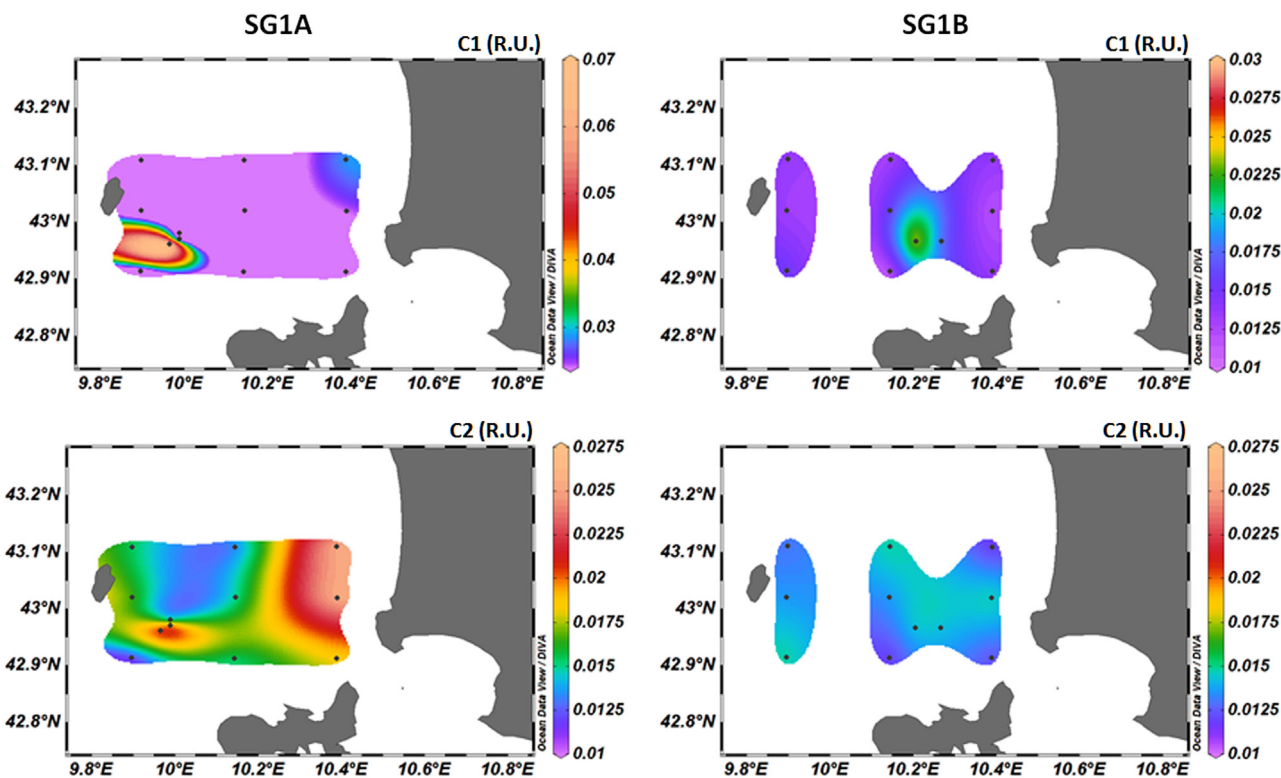 SG1A
SG1B
C1 (R.U.)
43.2°N
43.1°N
43°N
42.9°N
42.8°N
9.8°E 10°E 10.2°E 10.4°E 10.6°E 10.8°E
0.07
0.06
0.05
0.04
0.03
Ocean Data View / DIVA
C1 (R.U.)
43.2°N
43.1°N
43°N
42.9°N
42.8°N
9.8°E 10°E 10.2°E 10.4°E 10.6°E 10.8°E
0.03
0.0275
0.025
0.0225
0.02
0.0175
0.015
0.0125
0.01
Ocean Data View / DIVA
C2 (R.U.)
43.2°N
43.1°N
43°N
42.9°N
42.8°N
9.8°E 10°E 10.2°E 10.4°E 10.6°E 10.8°E
0.0275
0.025
0.0225
0.02
0.0175
0.015
0.0125
0.01
Ocean Data View / DIVA
C2 (R.U.)
43.2°N
43.1°N
43°N
42.9°N
42.8°N
9.8°E 10°E 10.2°E 10.4°E 10.6°E 10.8°E
0.0275
0.025
0.0225
0.02
0.0175
0.015
0.0125
0.01
Ocean Data View / DIVA